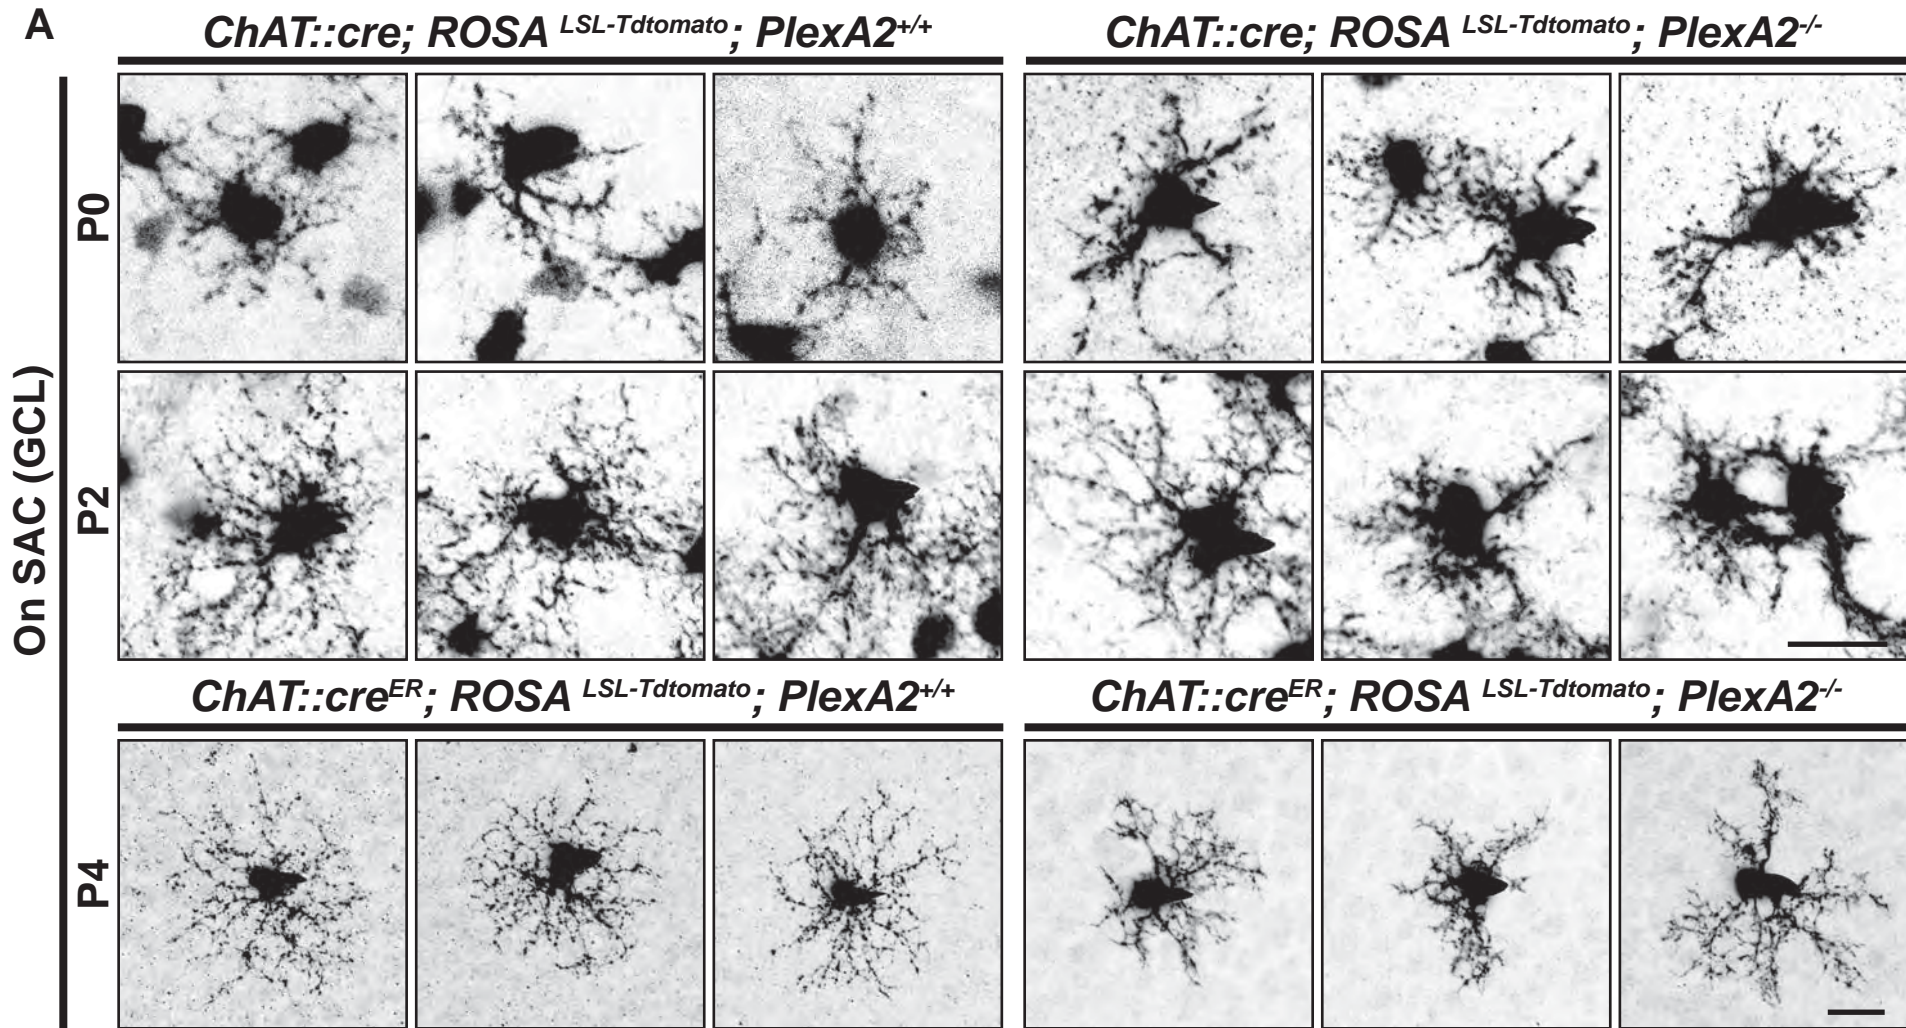 A
ChAT::cre; ROSA LSL-Tdtomato; PlexA2+/+
ChAT::cre; ROSA LSL-Tdtomato; PlexA2-/-
On SAC (GCL)
P0
P2
ChAT::creER; ROSA LSL-Tdtomato; PlexA2+/+
ChAT::creER; ROSA LSL-Tdtomato; PlexA2-/-
P4